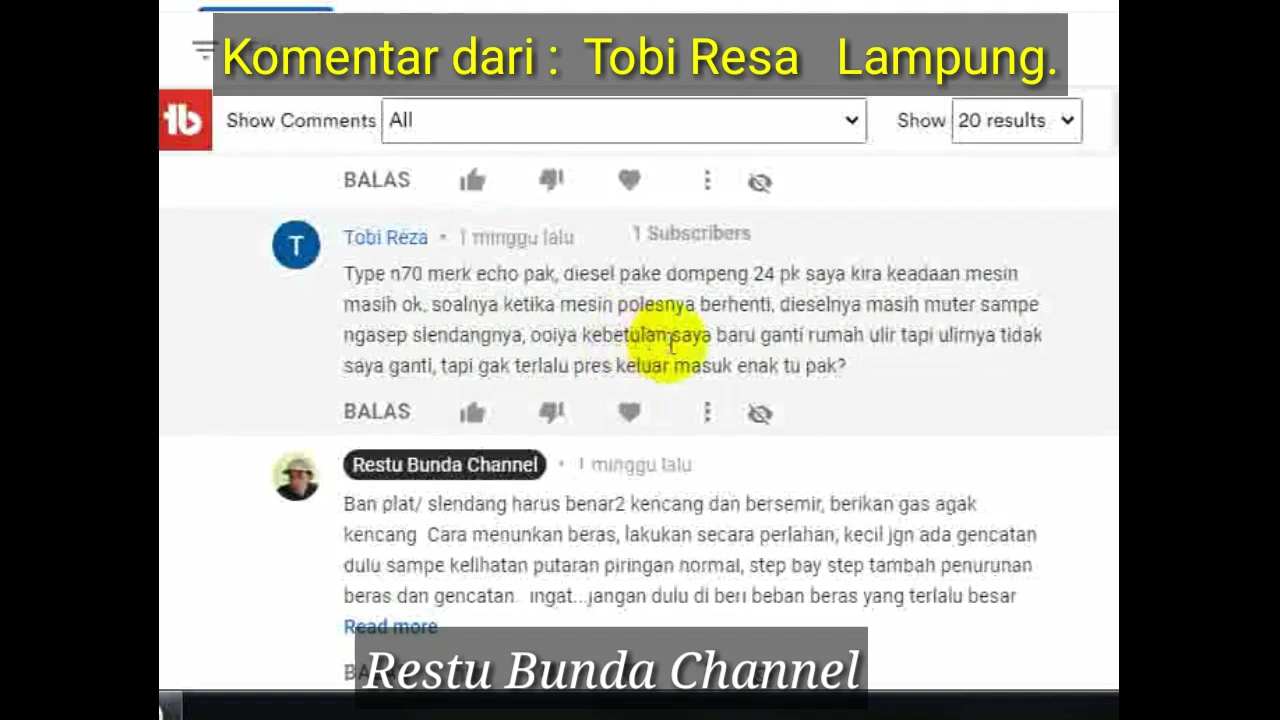 Komentar dari : Tobi Resa Lampung.
Show Comments All Show 20 results
BALAS
T Tobi Reza • 1 minggu lalu 1 Subscribers
Type n70 merk echo pak, diesel pake dompeng 24 pk saya kira keadaan mesin
masih ok, soalnya ketika mesin polesnya berhenti, dieselnya masih muter sampe
ngasep slendangnya, ooiya kebetulan saya baru ganti rumah ulir tapi ulirnya tidak
saya ganti, tapi gak terlalu pres keluar masuk enak tu pak?
BALAS
Restu Bunda Channel • 1 minggu lalu
Ban plat/ slendang harus benar2 kencang dan bersemir, berikan gas agak
kencang Cara menunkan beras, lakukan secara perlahan, kecil jgn ada gencatan
dulu sampe kelihatan putaran piringan normal, step bay step tambah penurunan
beras dan gencatan. ingat...jangan dulu di beri beban beras yang terlalu besar
Read more
Restu Bunda Channel